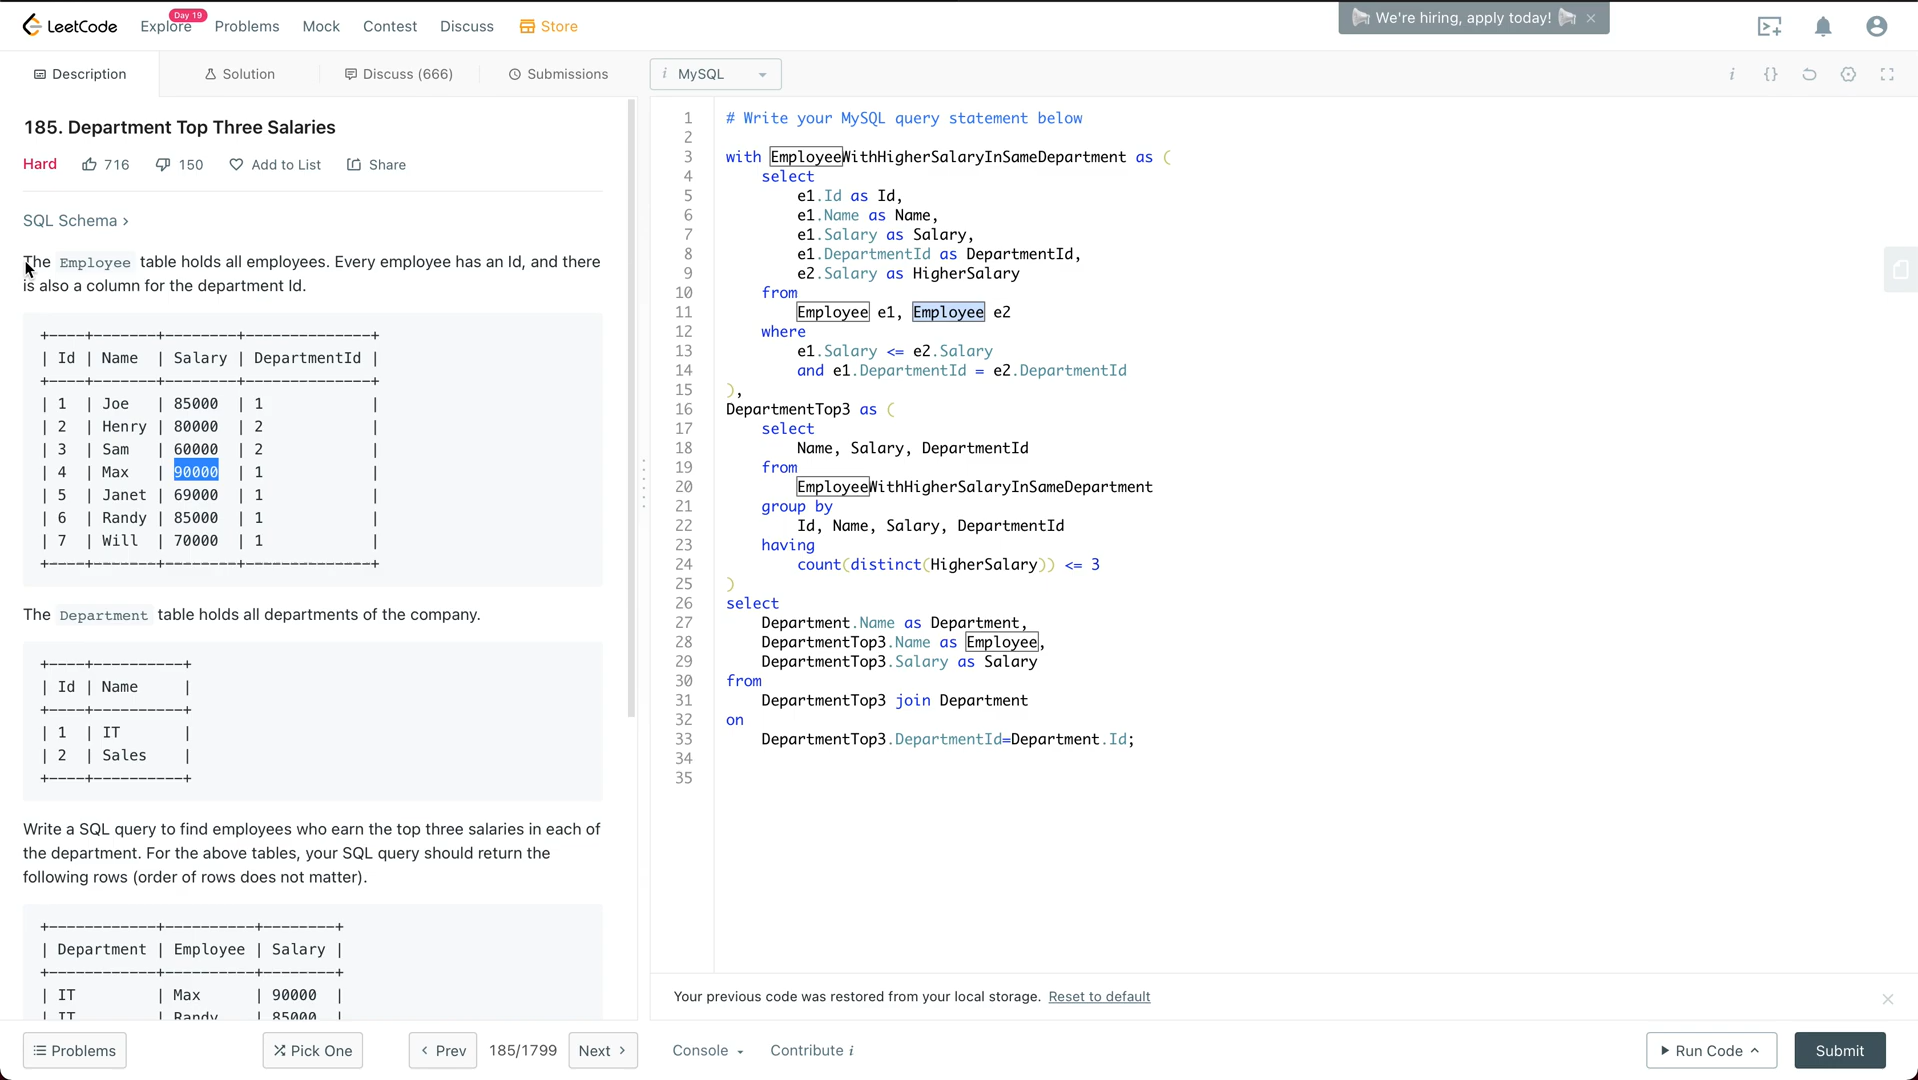 LeetCode
Explore
Day 19
Problems
Mock
Contest
Discuss
Store
We're hiring, apply today!
Description
Solution
Discuss (666)
Submissions
i MySQL
i {}
185. Department Top Three Salaries
Hard 716 150 Add to List Share
SQL Schema >
The Employee table holds all employees. Every employee has an Id, and there
is also a column for the department Id.
+----+-------+--------+--------------+
| Id | Name  | Salary | DepartmentId |
+----+-------+--------+--------------+
| 1  | Joe   | 85000  | 1            |
| 2  | Henry | 80000  | 2            |
| 3  | Sam   | 60000  | 2            |
| 4  | Max   | 90000  | 1            |
| 5  | Janet | 69000  | 1            |
| 6  | Randy | 85000  | 1            |
| 7  | Will  | 70000  | 1            |
+----+-------+--------+--------------+
The Department table holds all departments of the company.
+----+----------+
| Id | Name     |
+----+----------+
| 1  | IT       |
| 2  | Sales    |
+----+----------+
Write a SQL query to find employees who earn the top three salaries in each of
the department. For the above tables, your SQL query should return the
following rows (order of rows does not matter).
+------------+----------+--------+
| Department | Employee | Salary |
+------------+----------+--------+
| IT         | Max      | 90000  |
| IT         | Randy    | 85000  |
1 # Write your MySQL query statement below
2
3 with EmployeeWithHigherSalaryInSameDepartment as (
4     select
5         e1.Id as Id,
6         e1.Name as Name,
7         e1.Salary as Salary,
8         e1.DepartmentId as DepartmentId,
9         e2.Salary as HigherSalary
10     from
11         Employee e1, Employee e2
12     where
13         e1.Salary <= e2.Salary
14         and e1.DepartmentId = e2.DepartmentId
15 ),
16 DepartmentTop3 as (
17     select
18         Name, Salary, DepartmentId
19     from
20         EmployeeWithHigherSalaryInSameDepartment
21     group by
22         Id, Name, Salary, DepartmentId
23     having
24         count(distinct(HigherSalary)) <= 3
25 )
26 select
27     Department.Name as Department,
28     DepartmentTop3.Name as Employee,
29     DepartmentTop3.Salary as Salary
30 from
31     DepartmentTop3 join Department
32 on
33     DepartmentTop3.DepartmentId=Department.Id;
34
35
Your previous code was restored from your local storage. Reset to default
Problems
Pick One
< Prev
185/1799
Next >
Console
Contribute i
Run Code
Submit